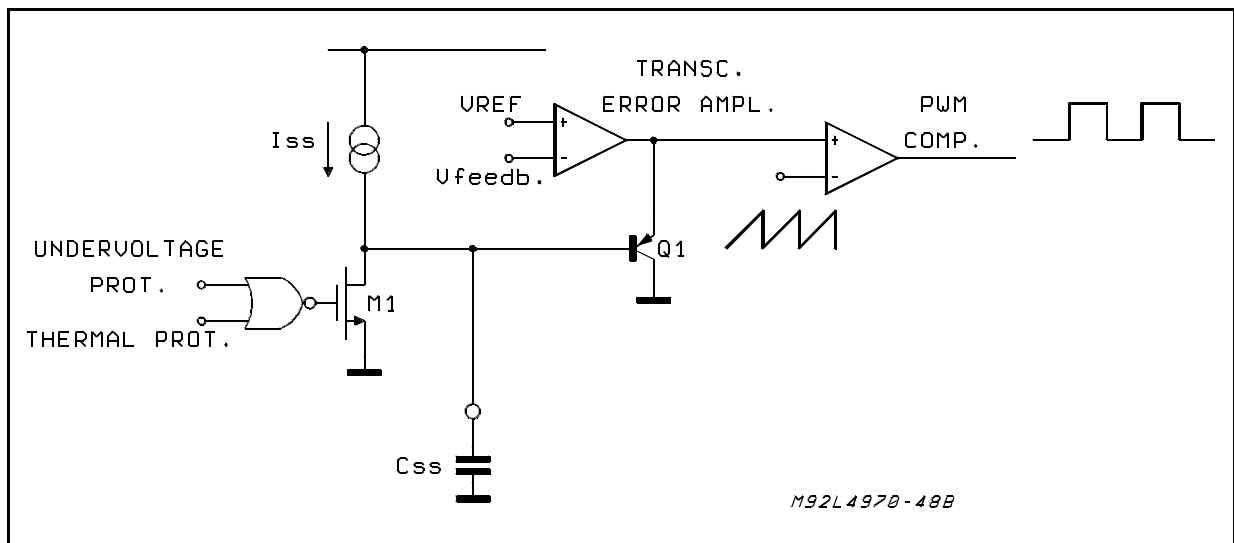 TRANSC.
ERROR AMPL.
VREF
+
-
Vfeedb.
PWM
COMP.
+
-
Iss
UNDERVOLTAGE
PROT.
THERMAL PROT.
M1
Q1
Css
M92L4970-48B